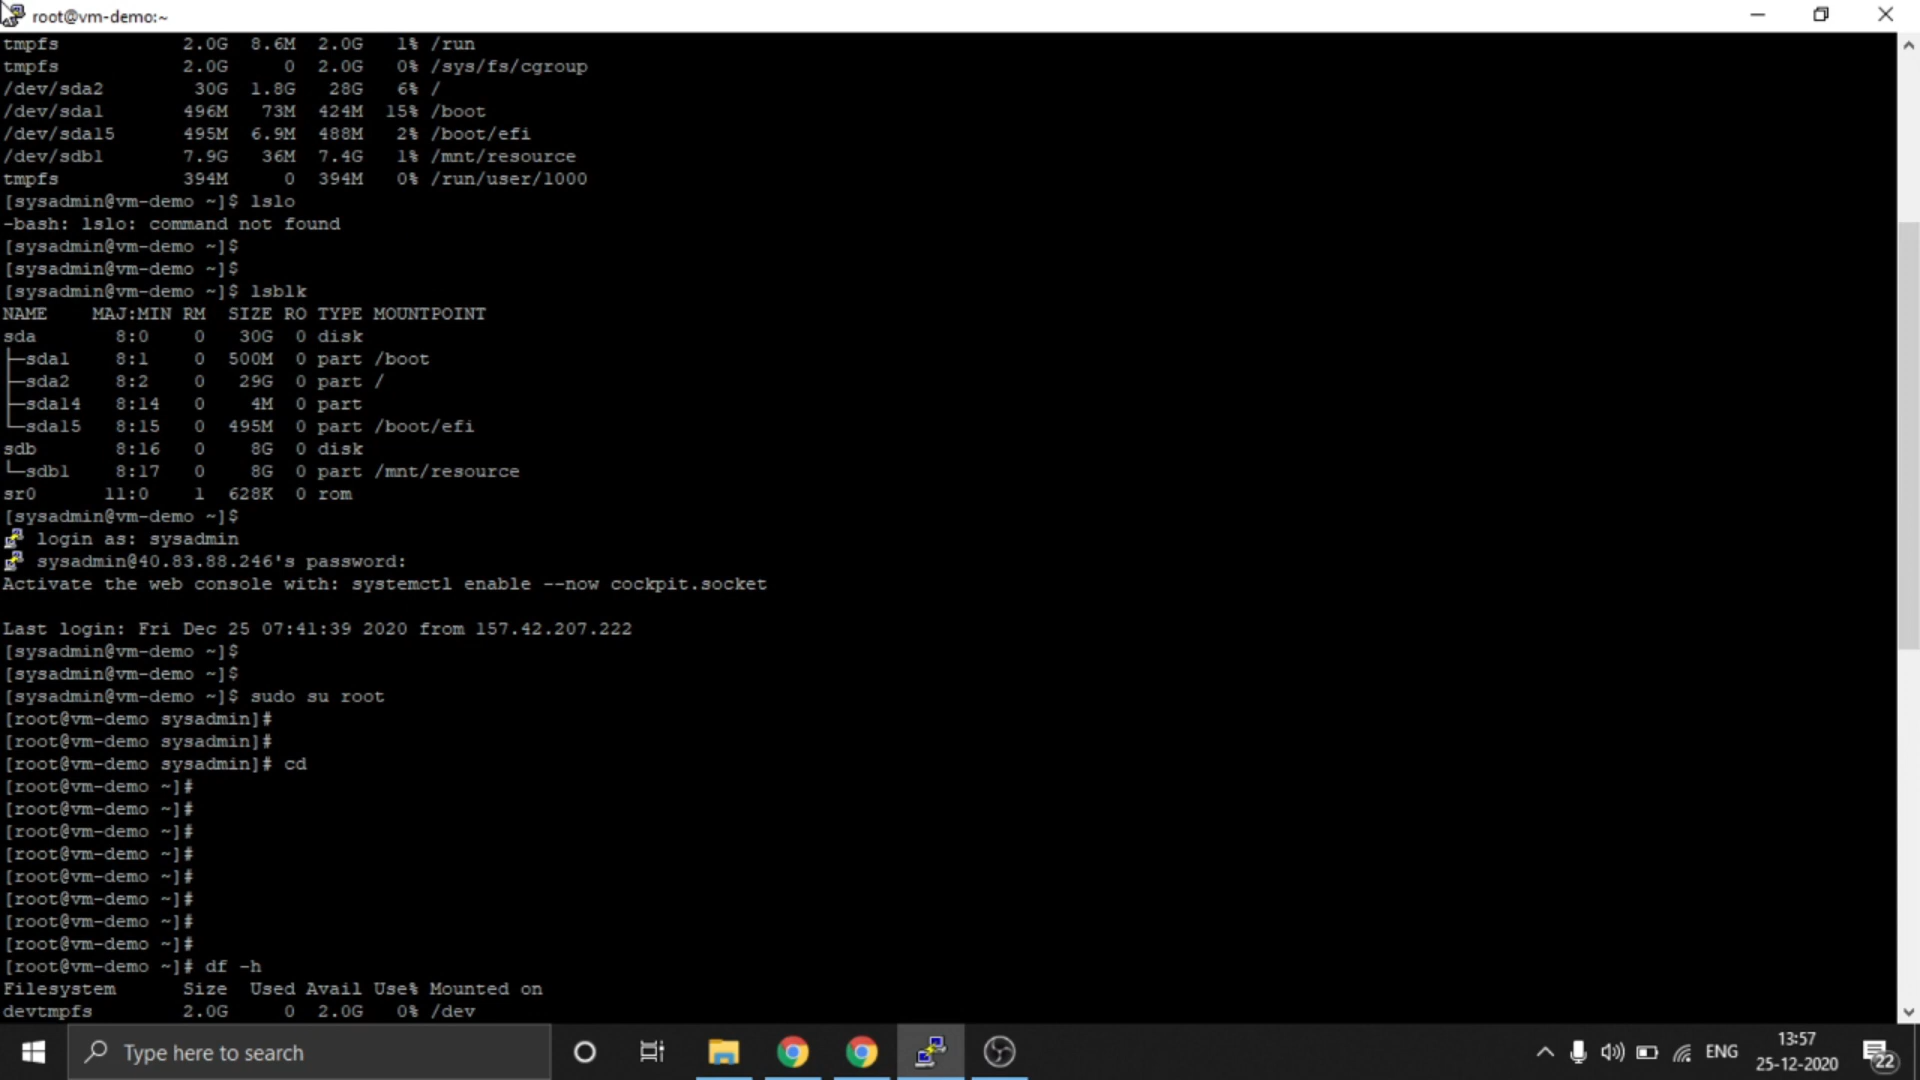 root@vm-demo:~
tmpfs 2.0G 8.6M 2.0G 1% /run
tmpfs 2.0G 0 2.0G 0% /sys/fs/cgroup
/dev/sda2 30G 1.8G 28G 6% /
/dev/sda1 496M 73M 424M 15% /boot
/dev/sda15 495M 6.9M 488M 2% /boot/efi
/dev/sdb1 7.9G 36M 7.4G 1% /mnt/resource
tmpfs 394M 0 394M 0% /run/user/1000
[sysadmin@vm-demo ~]$ lslo
-bash: lslo: command not found
[sysadmin@vm-demo ~]$
[sysadmin@vm-demo ~]$
[sysadmin@vm-demo ~]$ lsblk
NAME MAJ:MIN RM SIZE RO TYPE MOUNTPOINT
sda 8:0 0 30G 0 disk
├─sda1 8:1 0 500M 0 part /boot
├─sda2 8:2 0 29G 0 part /
├─sda14 8:14 0 4M 0 part
└─sda15 8:15 0 495M 0 part /boot/efi
sdb 8:16 0 8G 0 disk
└─sdb1 8:17 0 8G 0 part /mnt/resource
sr0 11:0 1 628K 0 rom
[sysadmin@vm-demo ~]$
login as: sysadmin
sysadmin@40.83.88.246's password:
Activate the web console with: systemctl enable --now cockpit.socket
Last login: Fri Dec 25 07:41:39 2020 from 157.42.207.222
[sysadmin@vm-demo ~]$
[sysadmin@vm-demo ~]$
[sysadmin@vm-demo ~]$ sudo su root
[root@vm-demo sysadmin]#
[root@vm-demo sysadmin]#
[root@vm-demo sysadmin]# cd
[root@vm-demo ~]#
[root@vm-demo ~]#
[root@vm-demo ~]#
[root@vm-demo ~]#
[root@vm-demo ~]#
[root@vm-demo ~]#
[root@vm-demo ~]#
[root@vm-demo ~]#
[root@vm-demo ~]# df -h
Filesystem Size Used Avail Use% Mounted on
devtmpfs 2.0G 0 2.0G 0% /dev
Type here to search
ENG
13:57
25-12-2020
22